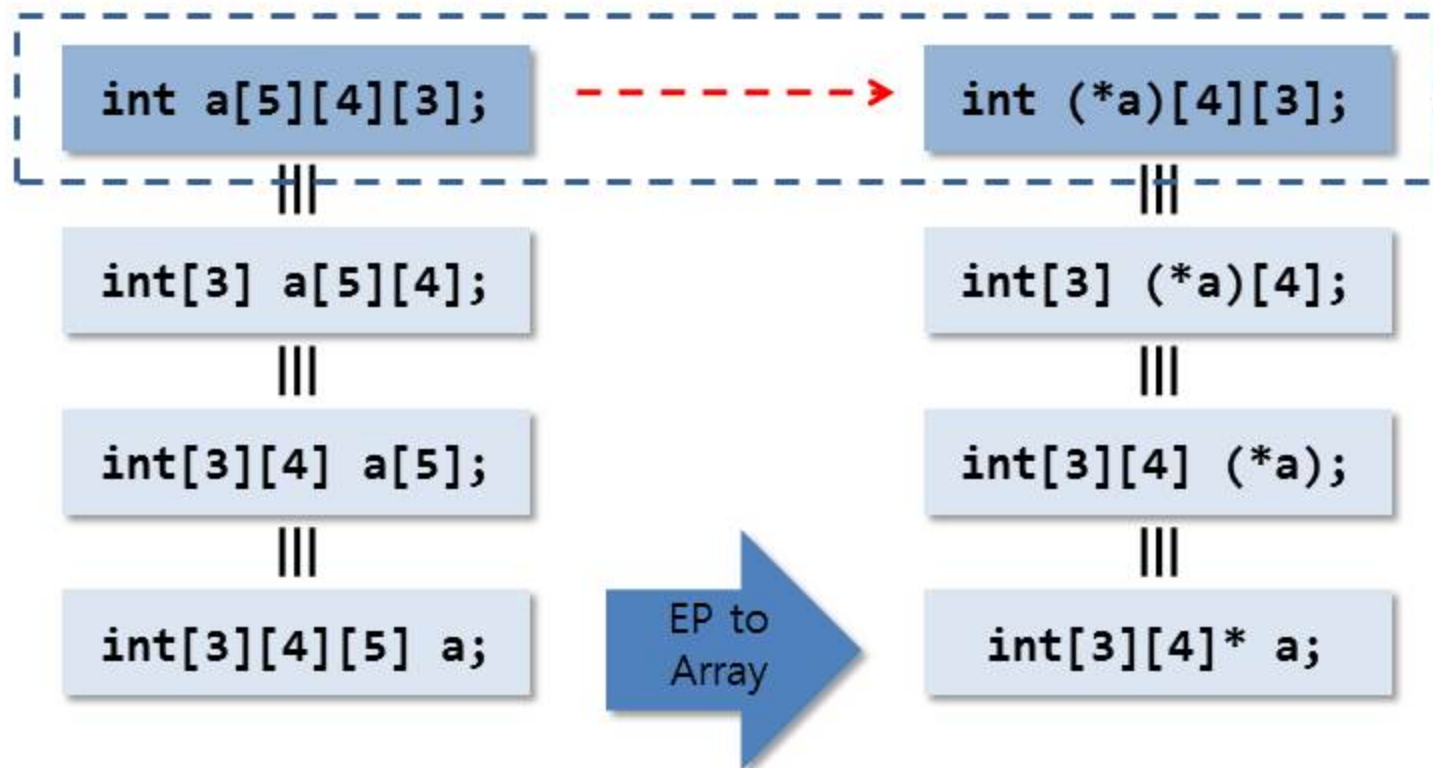 int a[5][4][3];
int (*a)[4][3];
int[3] a[5][4];
int[3] (*a)[4];
int[3][4] a[5];
int[3][4] (*a);
int[3][4][5] a;
EP to
Array
int[3][4]* a;